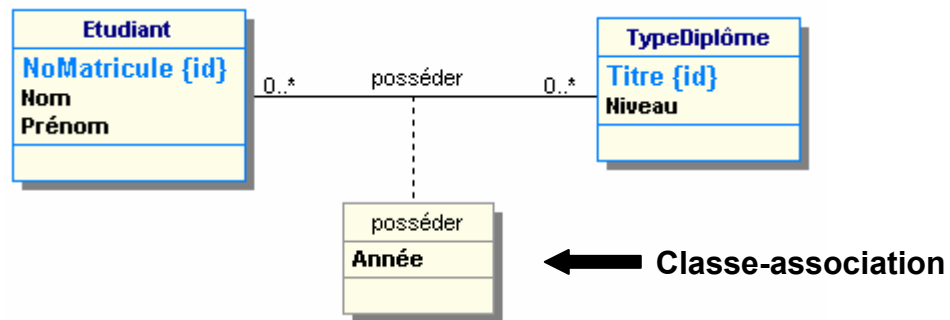 Etudiant
NoMatricule {id}
Nom
Prénom
0..*
posséder
0..*
TypeDiplôme
Titre {id}
Niveau
posséder
Année
Classe-association